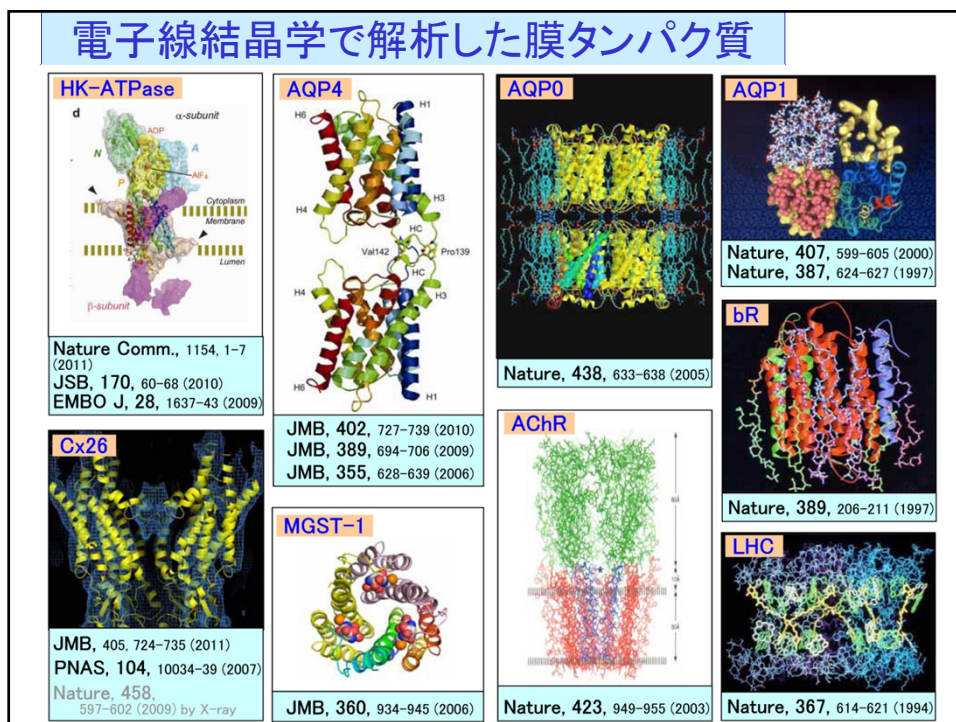 電子線結晶学で解析した膜タンパク質
HK-ATPase
d
α-subunit
ADP
N
A
AlF₄
P
Cytoplasm
Membrane
Lumen
β-subunit
Nature Comm., 1154, 1-7
(2011)
JSB, 170, 60-68 (2010)
EMBO J, 28, 1637-43 (2009)
AQP4
H6
H1
H4
H3
HC
Val142
Pro139
HC
H4
H3
H6
H1
JMB, 402, 727-739 (2010)
JMB, 389, 694-706 (2009)
JMB, 355, 628-639 (2006)
AQP0
Nature, 438, 633-638 (2005)
AQP1
Nature, 407, 599-605 (2000)
Nature, 387, 624-627 (1997)
bR
Nature, 389, 206-211 (1997)
Cx26
JMB, 405, 724-735 (2011)
PNAS, 104, 10034-39 (2007)
Nature, 458,
597-602 (2009) by X-ray
MGST-1
JMB, 360, 934-945 (2006)
AChR
Nature, 423, 949-955 (2003)
LHC
Nature, 367, 614-621 (1994)